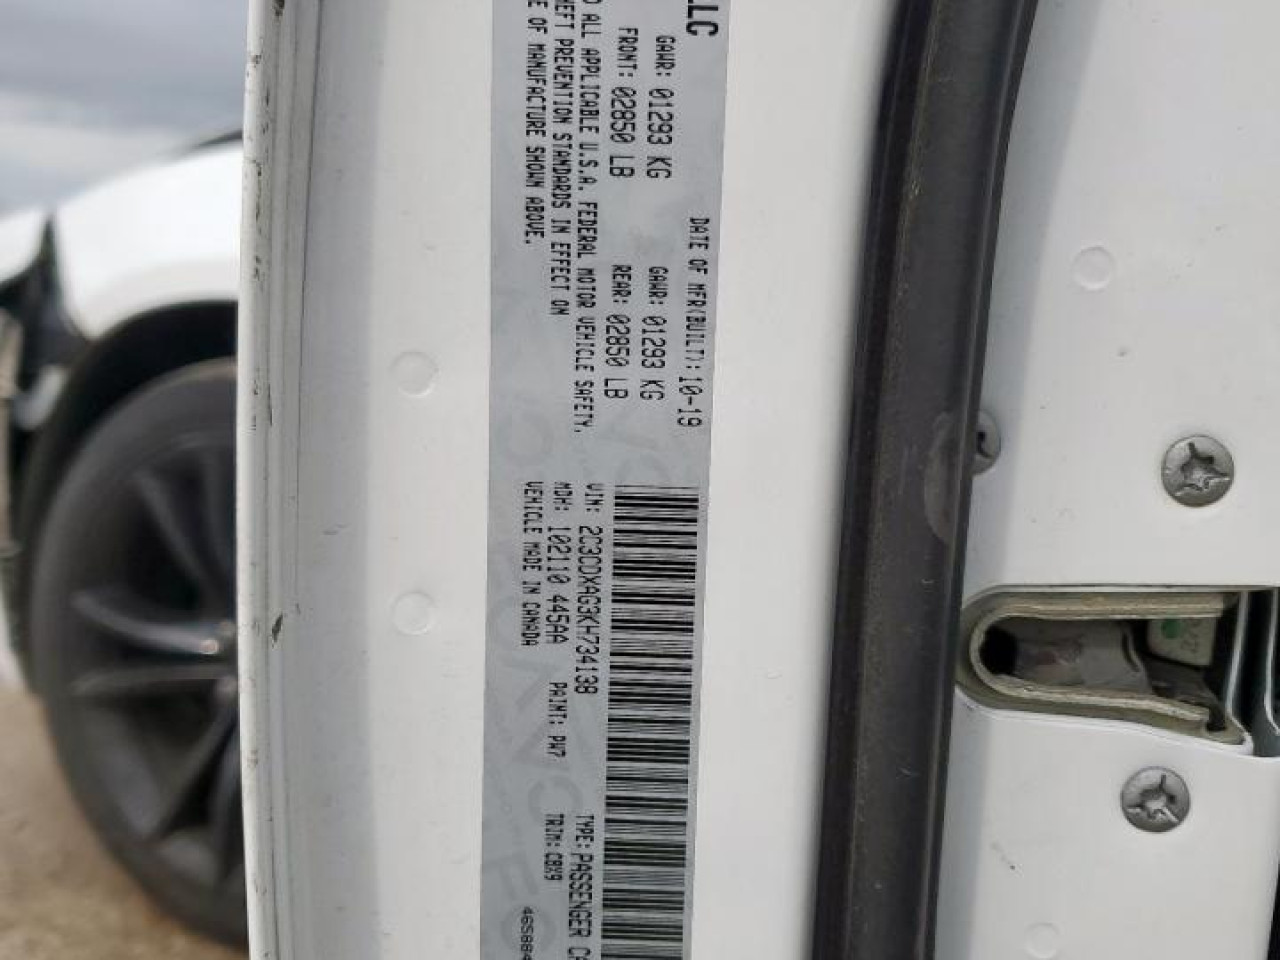 LLC
DATE OF MFR(BUILT): 10-19
GAWR: 01293 KG
FRONT: 02850 LB
GAWR: 01293 KG
REAR: 02850 LB
ALL APPLICABLE U.S.A. FEDERAL MOTOR VEHICLE SAFETY,
PREVENTION STANDARDS IN EFFECT ON
OF MANUFACTURE SHOWN ABOVE.
VIN: 2C3CDXAG3KH734138
TYPE: PASSENGER
MDH: 102110 445AA PAINT: PW7 TRIM: CBX9
VEHICLE MADE IN CANADA